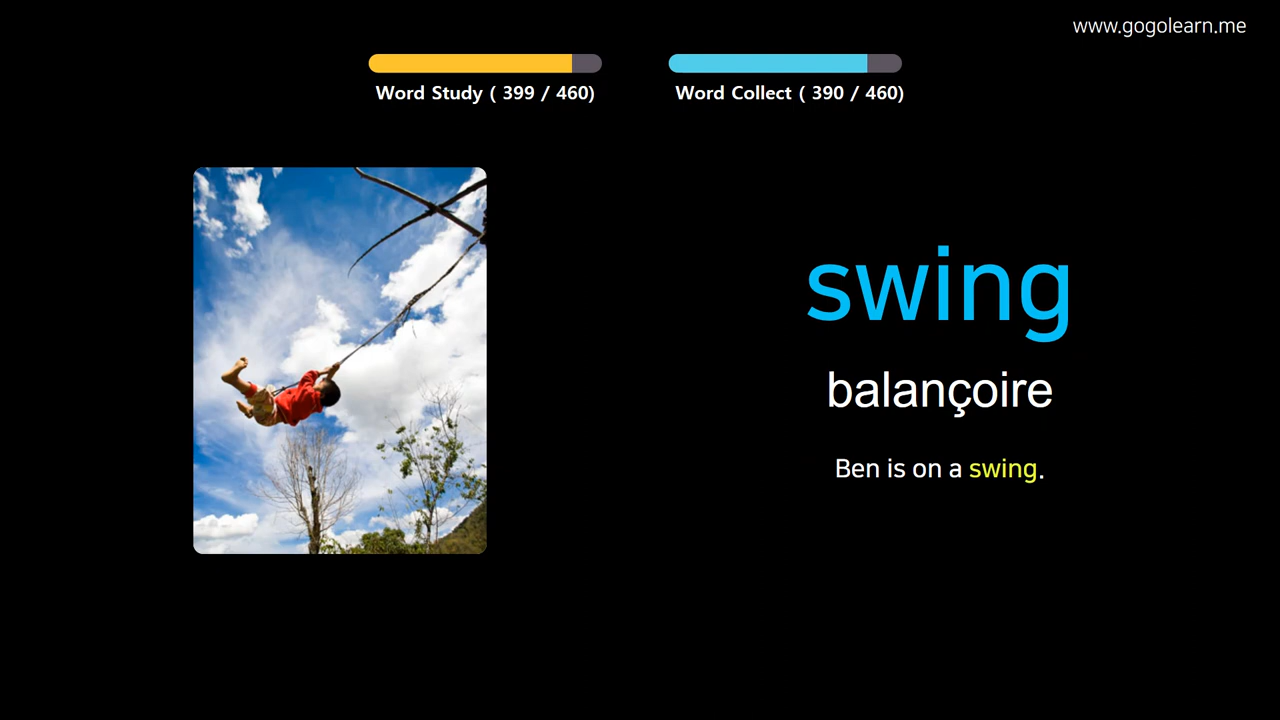 www.gogolearn.me
Word Study ( 399 / 460)
Word Collect ( 390 / 460)
swing
balançoire
Ben is on a swing.